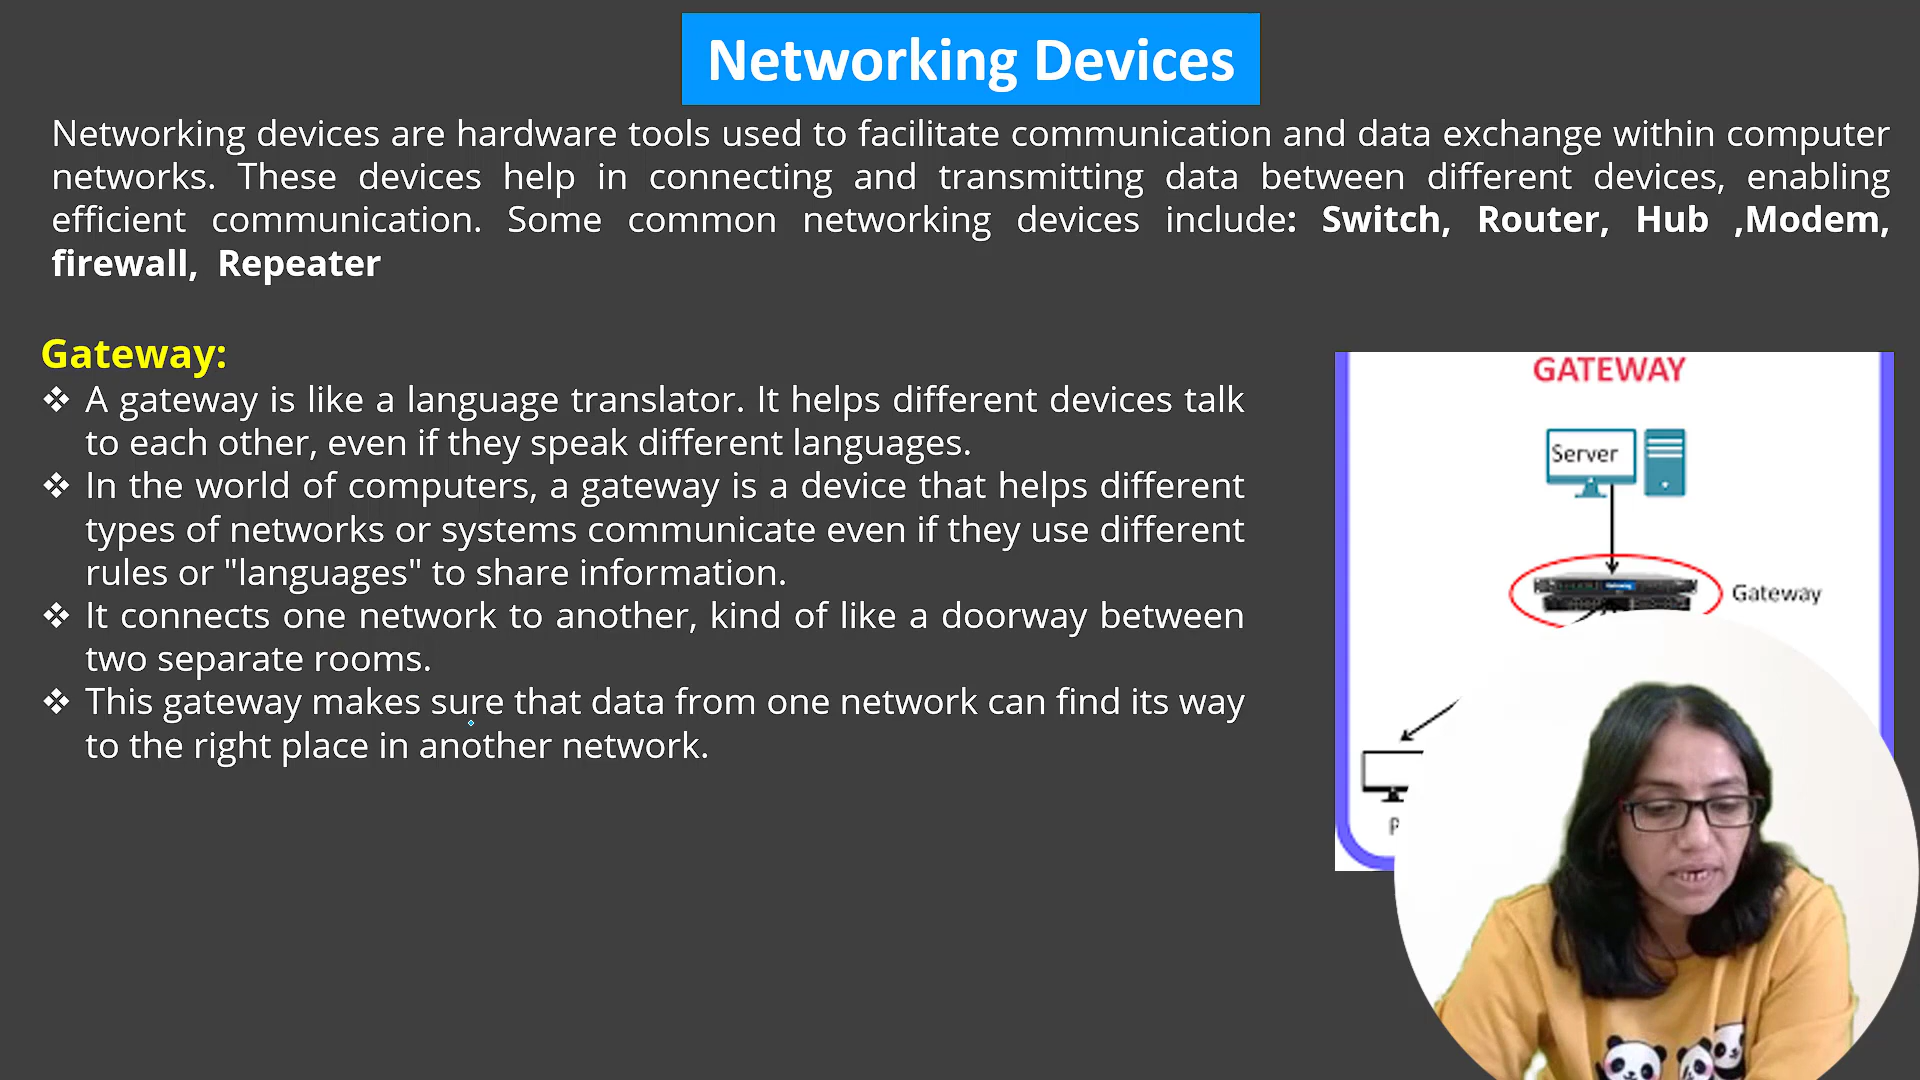 Networking Devices
Networking devices are hardware tools used to facilitate communication and data exchange within computer
networks. These devices help in connecting and transmitting data between different devices, enabling
efficient communication. Some common networking devices include: Switch, Router, Hub ,Modem,
firewall, Repeater
Gateway:
❖ A gateway is like a language translator. It helps different devices talk
to each other, even if they speak different languages.
❖ In the world of computers, a gateway is a device that helps different
types of networks or systems communicate even if they use different
rules or "languages" to share information.
❖ It connects one network to another, kind of like a doorway between
two separate rooms.
❖ This gateway makes sure that data from one network can find its way
to the right place in another network.
GATEWAY
Server
Gateway